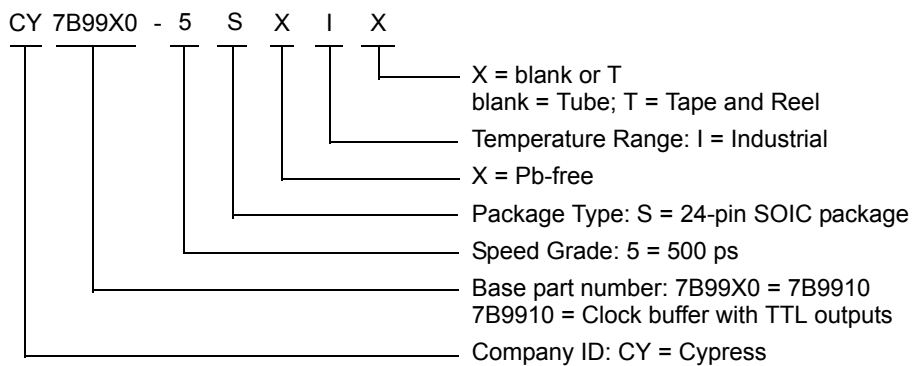 CY 7B99X0 - 5 S X I X
X = blank or T
blank = Tube; T = Tape and Reel
Temperature Range: I = Industrial
X = Pb-free
Package Type: S = 24-pin SOIC package
Speed Grade: 5 = 500 ps
Base part number: 7B99X0 = 7B9910
7B9910 = Clock buffer with TTL outputs
Company ID: CY = Cypress